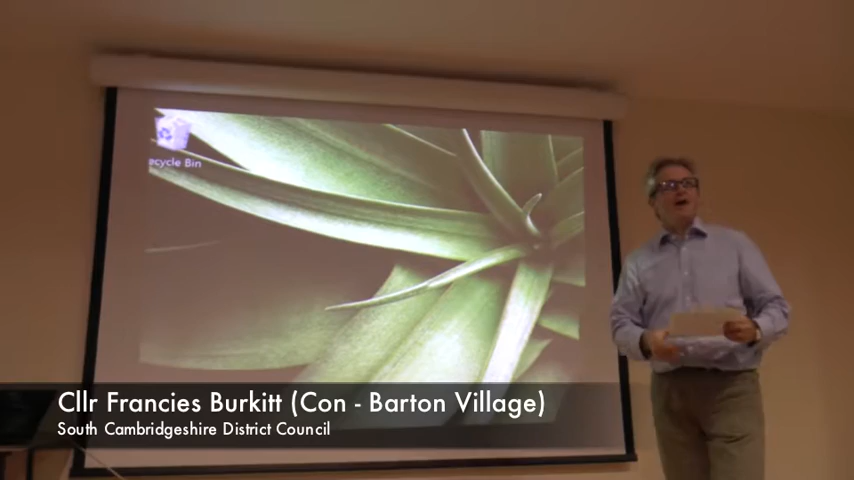 ecycle Bin
Cllr Francies Burkitt (Con - Barton Village)
South Cambridgeshire District Council